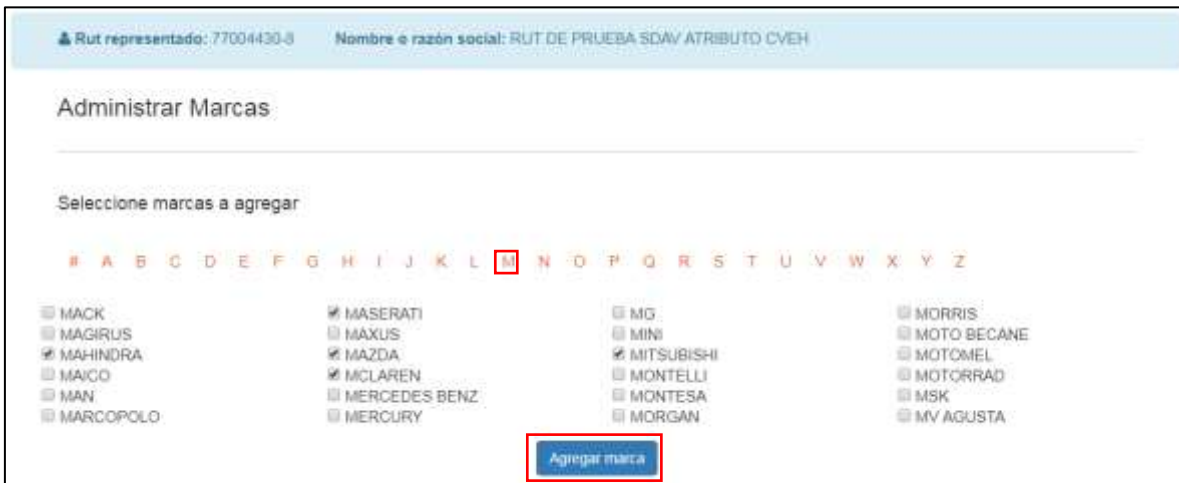 Rut representado: 77004430-8 Nombre o razón social: RUT DE PRUEBA SDAV ATRIBUTO CVEH
Administrar Marcas
Seleccione marcas a agregar
# A B C D E F G H I J K L M N O P Q R S T U V W X Y Z
MACK MASERATI MG MORRIS
MAGIRUS MAXUS MINI MOTO BECANE
MAHINDRA MAZDA MITSUBISHI MOTOMEL
MAICO MCLAREN MONTELLI MOTORRAD
MAN MERCEDES BENZ MONTESA MSK
MARCOPOLO MERCURY MORGAN MV AGUSTA
Agregar marca